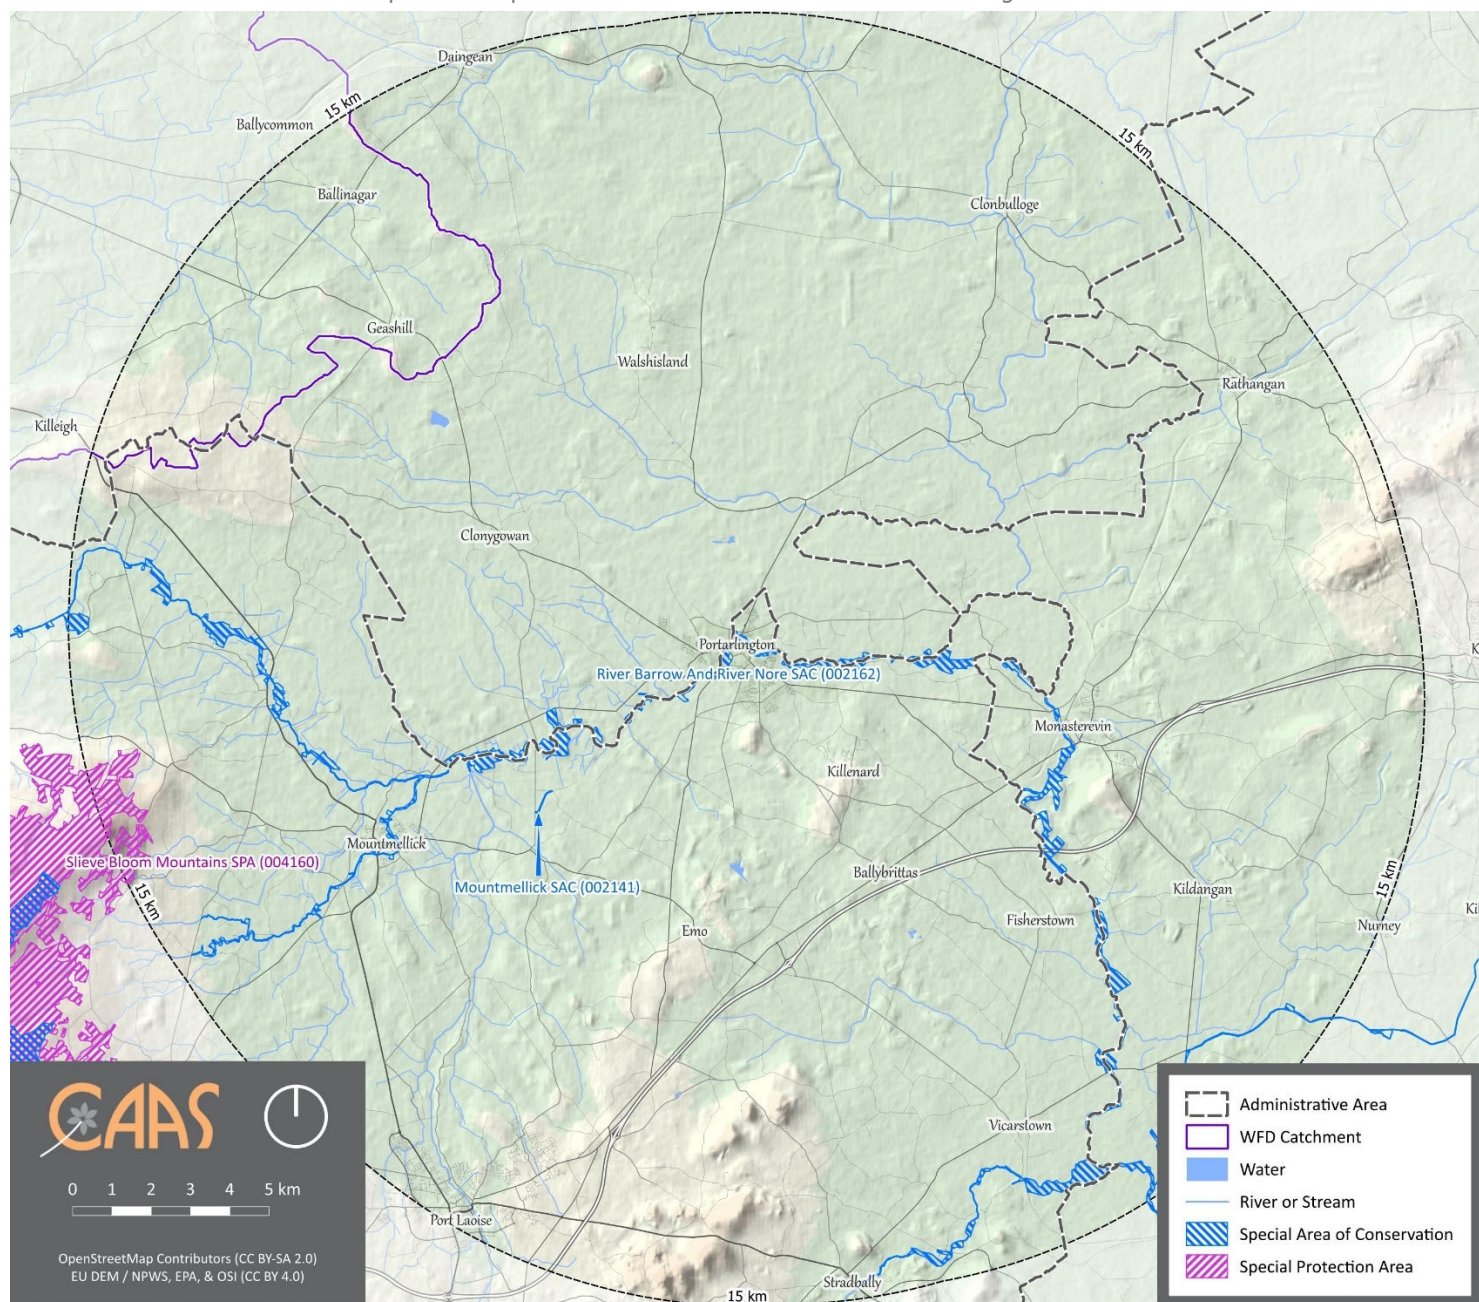 Daingean
15 km
Ballycommon
15 km
Ballinagar
Clonbulloge
Geashill
Walshisland
Rathangan
Killeigh
Clonygowan
Portarlington
River Barrow And River Nore SAC (002162)
Monasterevin
Killenard
Mountmellick
Slieve Bloom Mountains SPA (004160)
Mountmellick SAC (002141)
Ballybrittas
15 km
15 km
Kildangan
Fisherstown
Nurney
Emo
Vicarstown
Port Laoise
Stradbally
15 km
CAAS
0 1 2 3 4 5 km
OpenStreetMap Contributors (CC BY-SA 2.0)
EU DEM / NPWS, EPA, & OSI (CC BY 4.0)
Administrative Area
WFD Catchment
Water
River or Stream
Special Area of Conservation
Special Protection Area